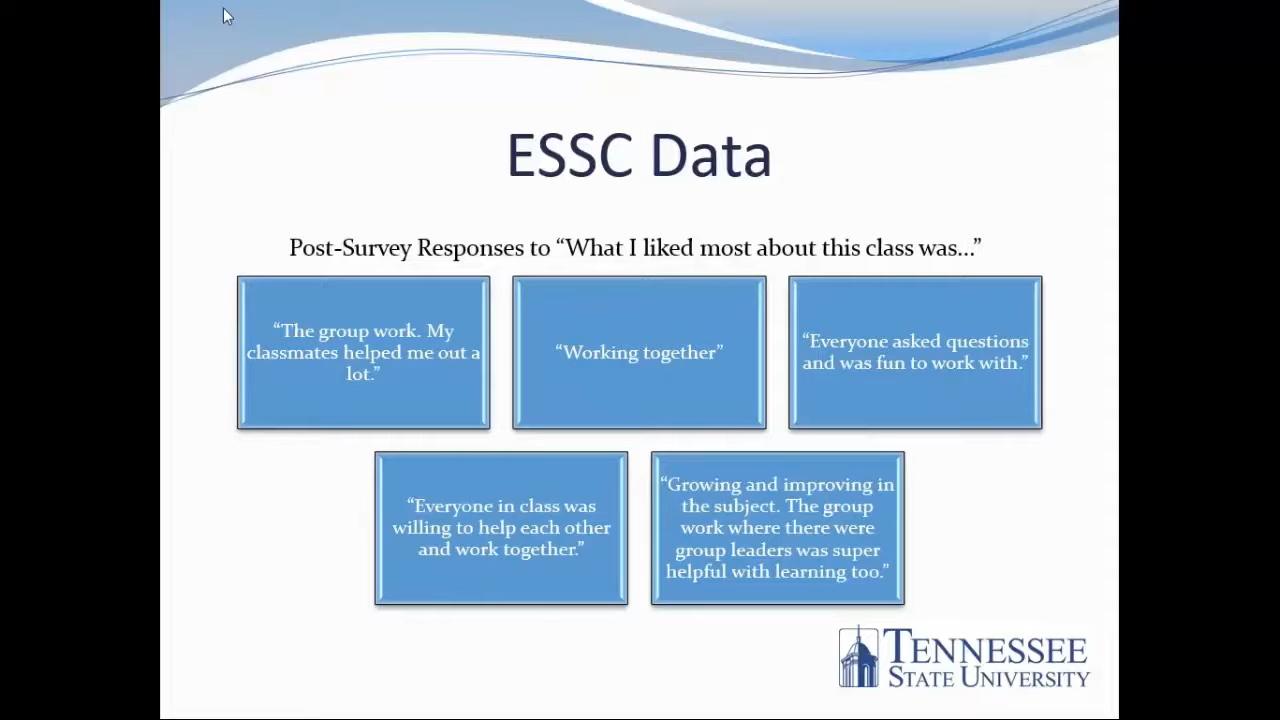 ESSC Data
Post-Survey Responses to “What I liked most about this class was...”
“The group work. My
classmates helped me out a
lot.”
“Working together”
“Everyone asked questions
and was fun to work with.”
“Everyone in class was
willing to help each other
and work together.”
“Growing and improving in
the subject. The group
work where there were
group leaders was super
helpful with learning too.”
TENNESSEE
STATE UNIVERSITY